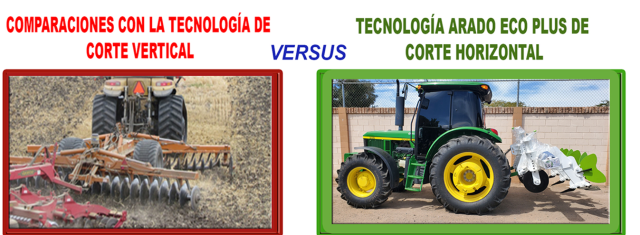 COMPARACIONES CON LA TECNOLOGÍA DE
CORTE VERTICAL
VERSUS
TECNOLOGÍA ARADO ECO PLUS DE
CORTE HORIZONTAL